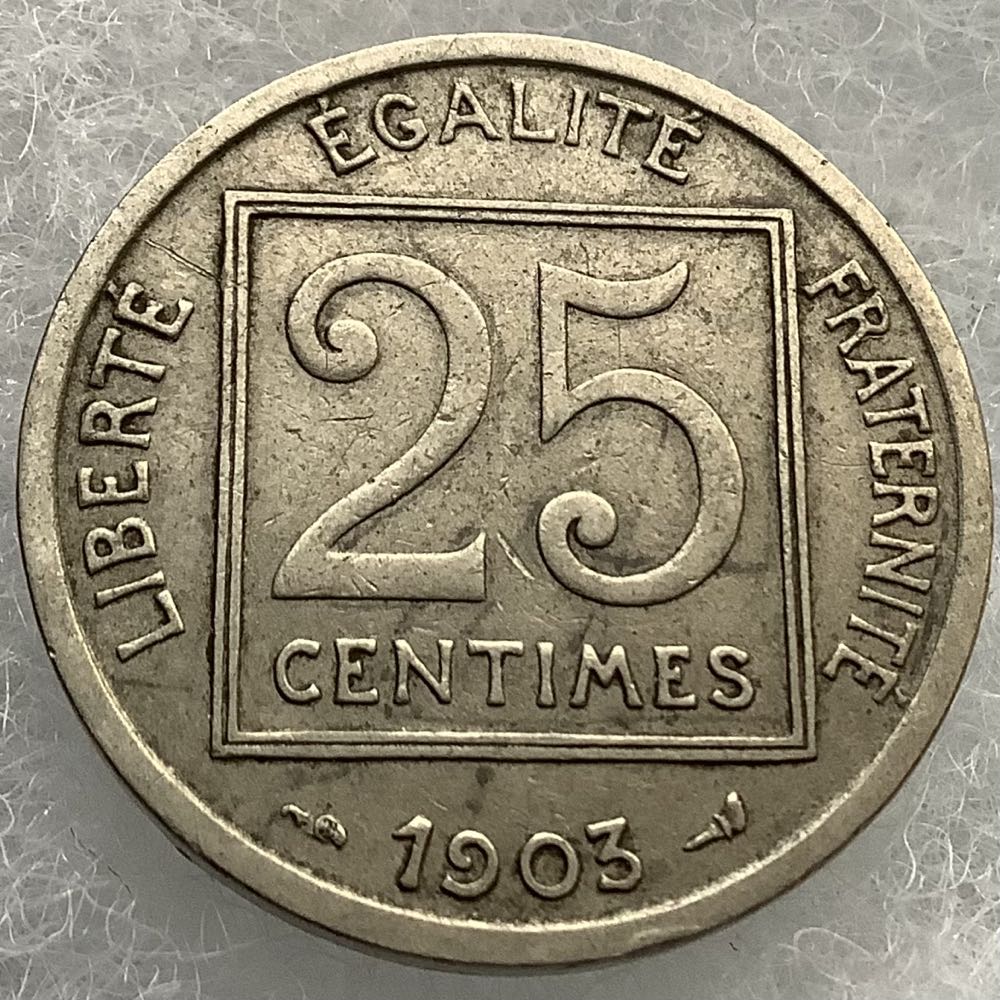 LIBERTÉ
ÉGALITÉ
FRATERNITÉ
25
CENTIMES
1903